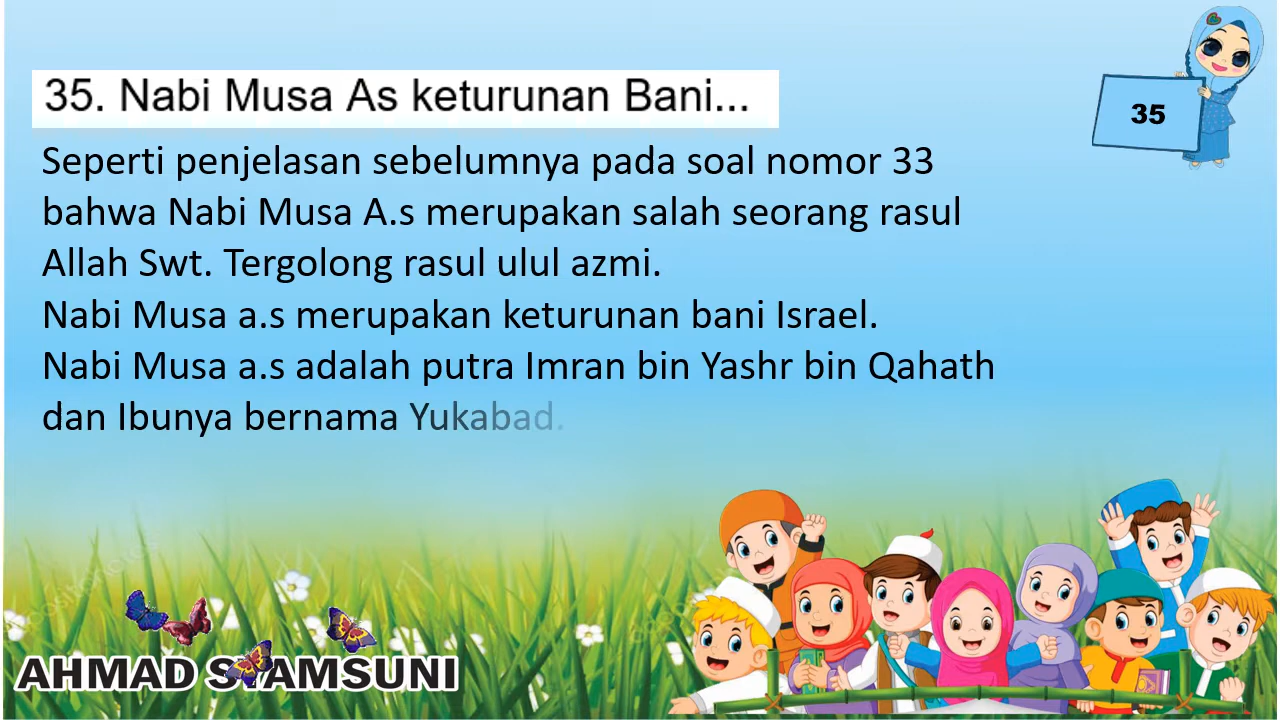 35. Nabi Musa As keturunan Bani...
35
Seperti penjelasan sebelumnya pada soal nomor 33
bahwa Nabi Musa A.s merupakan salah seorang rasul
Allah Swt. Tergolong rasul ulul azmi.
Nabi Musa a.s merupakan keturunan bani Israel.
Nabi Musa a.s adalah putra Imran bin Yashr bin Qahath
dan Ibunya bernama Yukabad.
AHMAD SYAMSUNI